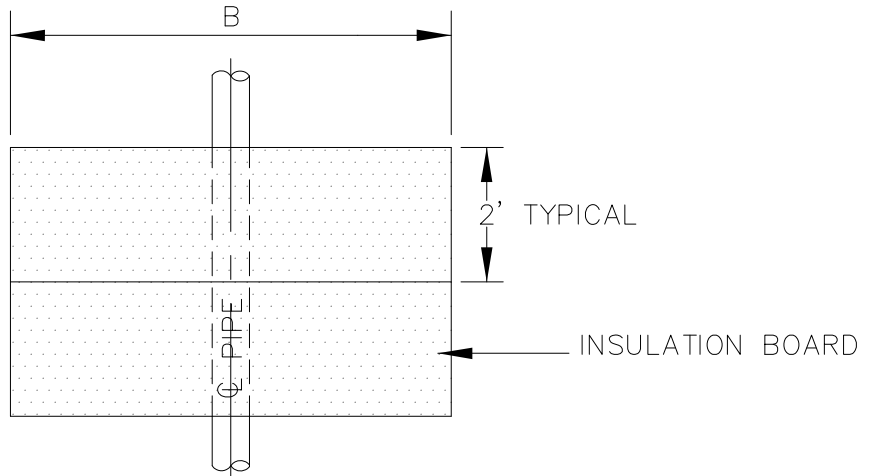 B
2' TYPICAL
℄ PIPE
INSULATION BOARD